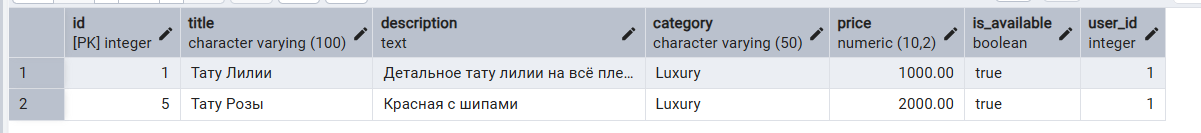 id title description category price is_available user_id
[PK] integer character varying (100) text character varying (50) numeric (10,2) boolean integer
1 1 Тату Лилии Детальное тату лилии на всё пле… Luxury 1000.00 true 1
2 5 Тату Розы Красная с шипами Luxury 2000.00 true 1